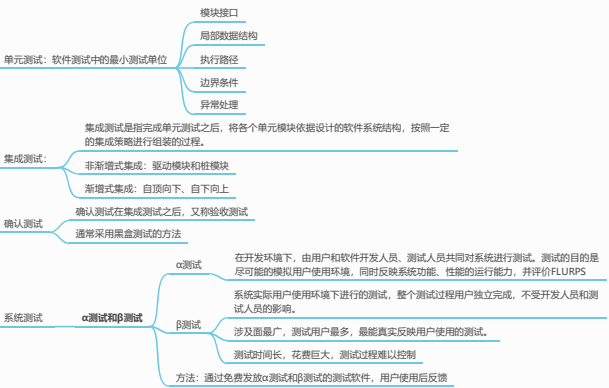 单元测试：软件测试中的最小测试单位
模块接口
局部数据结构
执行路径
边界条件
异常处理
集成测试：
集成测试是指完成单元测试之后，将各个单元模块依据设计的软件系统结构，按照一定
的集成策略进行组装的过程。
非渐增式集成：驱动模块和桩模块
渐增式集成：自顶向下、自下向上
确认测试
确认测试在集成测试之后，又称验收测试
通常采用黑盒测试的方法
系统测试
α测试和β测试
α测试
在开发环境下，由用户和软件开发人员、测试人员共同对系统进行测试。测试的目的是
尽可能的模拟用户使用环境，同时反映系统功能、性能的运行能力，并评价FLURPS
β测试
系统实际用户使用环境下进行的测试，整个测试过程用户独立完成，不受开发人员和测
试人员的影响。
涉及面最广，测试用户最多，最能真实反映用户使用的测试。
测试时间长，花费巨大，测试过程难以控制
方法：通过免费发放α测试和β测试的测试软件，用户使用后反馈